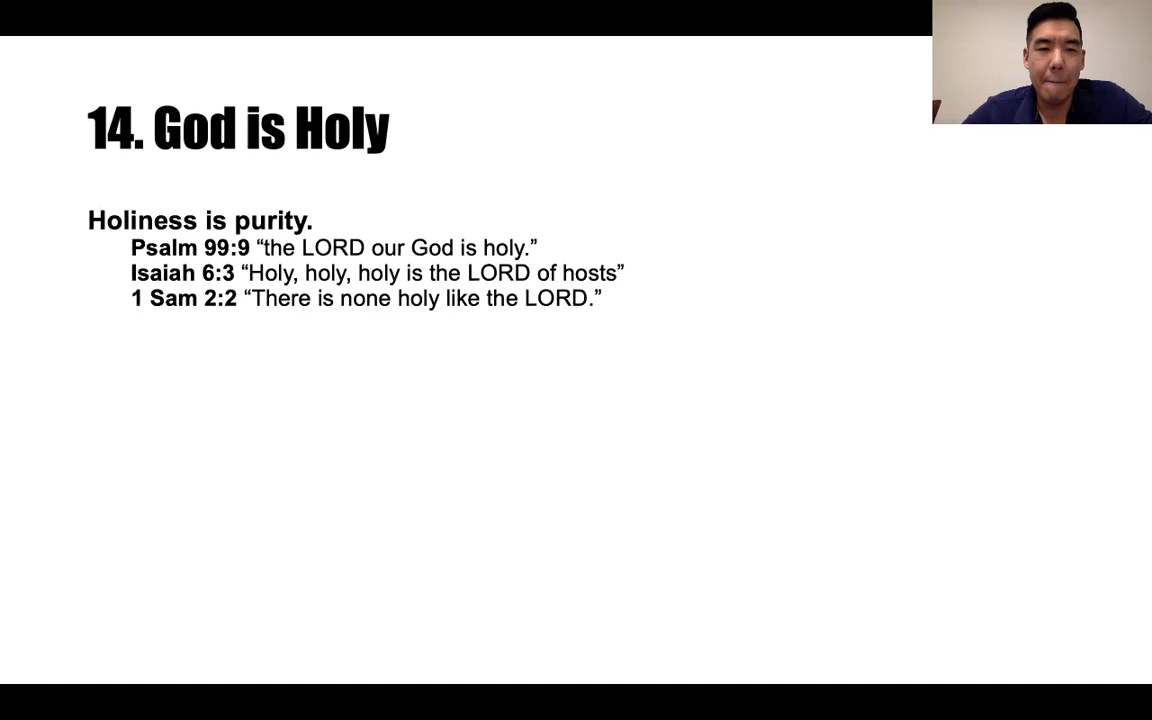 14. God is Holy
Holiness is purity.
Psalm 99:9 “the LORD our God is holy.”
Isaiah 6:3 “Holy, holy, holy is the LORD of hosts”
1 Sam 2:2 “There is none holy like the LORD.”